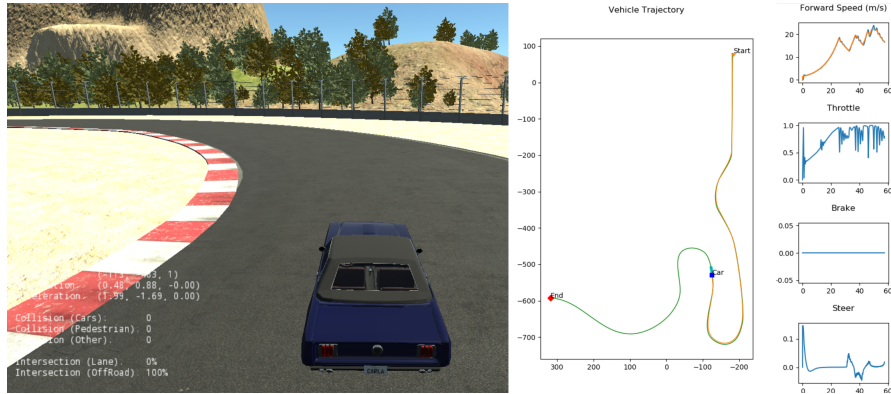 (0.48, 0.88, -0.00)
(1.99, -1.69, 0.00)
Collision (Cars). 0
Collision (Pedestrian). 0
(Other). 0
Intersection (Lane). 0%
Intersection (OffRoad). 100%
CARLA
Vehicle Trajectory
100
0
−100
−200
−300
−400
−500
−600
−700
300 200 100 0 −100 −200
Start
Car
End
Forward Speed (m/s)
20
10
0
0 20 40 60
Throttle
1.0
0.5
0.0
0 20 40 60
Brake
0.05
0.00
−0.05
0 20 40 60
Steer
0.1
0.0
0 20 40 60